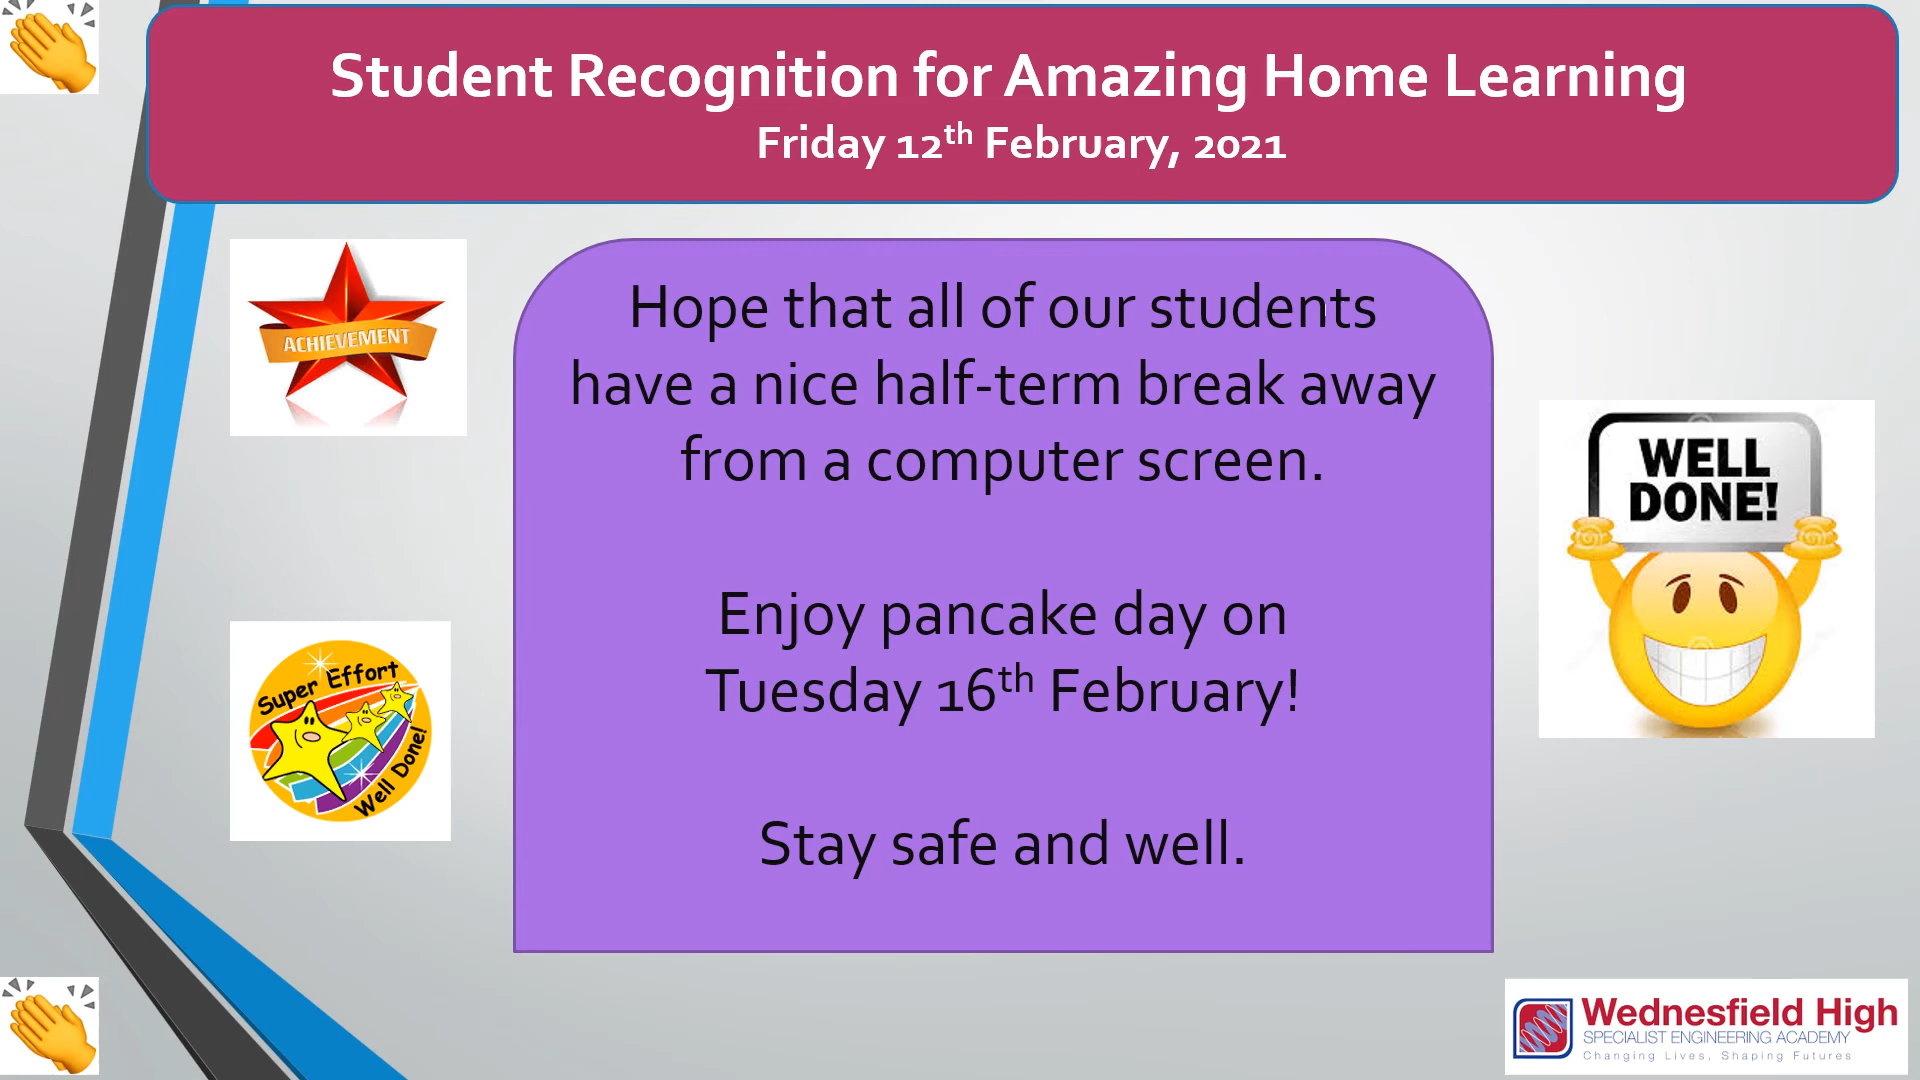 Student Recognition for Amazing Home Learning
Friday 12th February, 2021
ACHIEVEMENT
Hope that all of our students
have a nice half-term break away
from a computer screen.
Enjoy pancake day on
Tuesday 16th February!
Stay safe and well.
WELL
DONE!
Super Effort
Well Done!
Wednesfield High
SPECIALIST ENGINEERING ACADEMY
Changing Lives, Shaping Futures